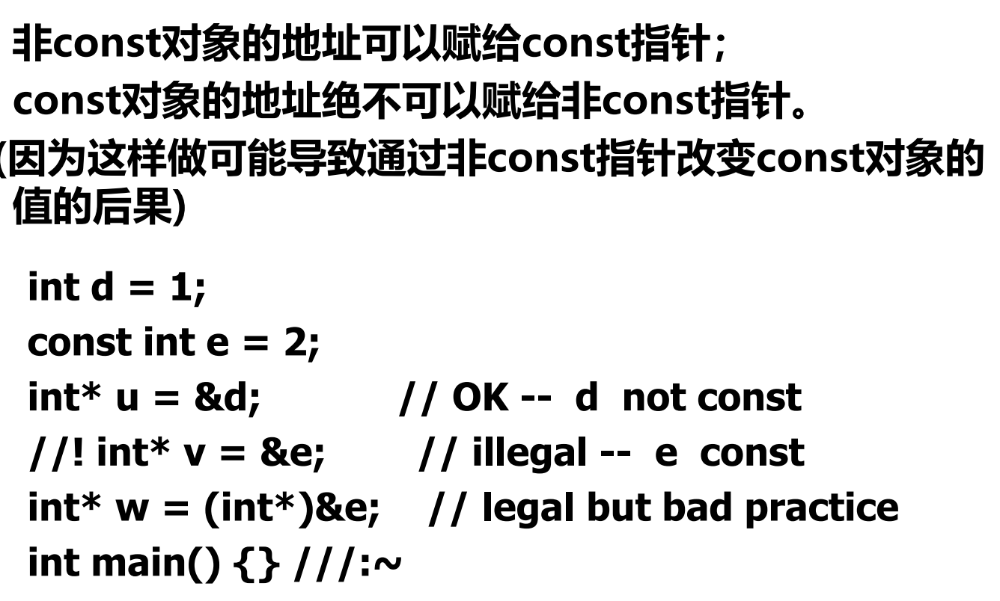 非const对象的地址可以赋给const指针；
const对象的地址绝不可以赋给非const指针。
(因为这样做可能导致通过非const指针改变const对象的
值的后果)
int d = 1;
const int e = 2;
int* u = &d; // OK -- d not const
//! int* v = &e; // illegal -- e const
int* w = (int*)&e; // legal but bad practice
int main() {} ///:~